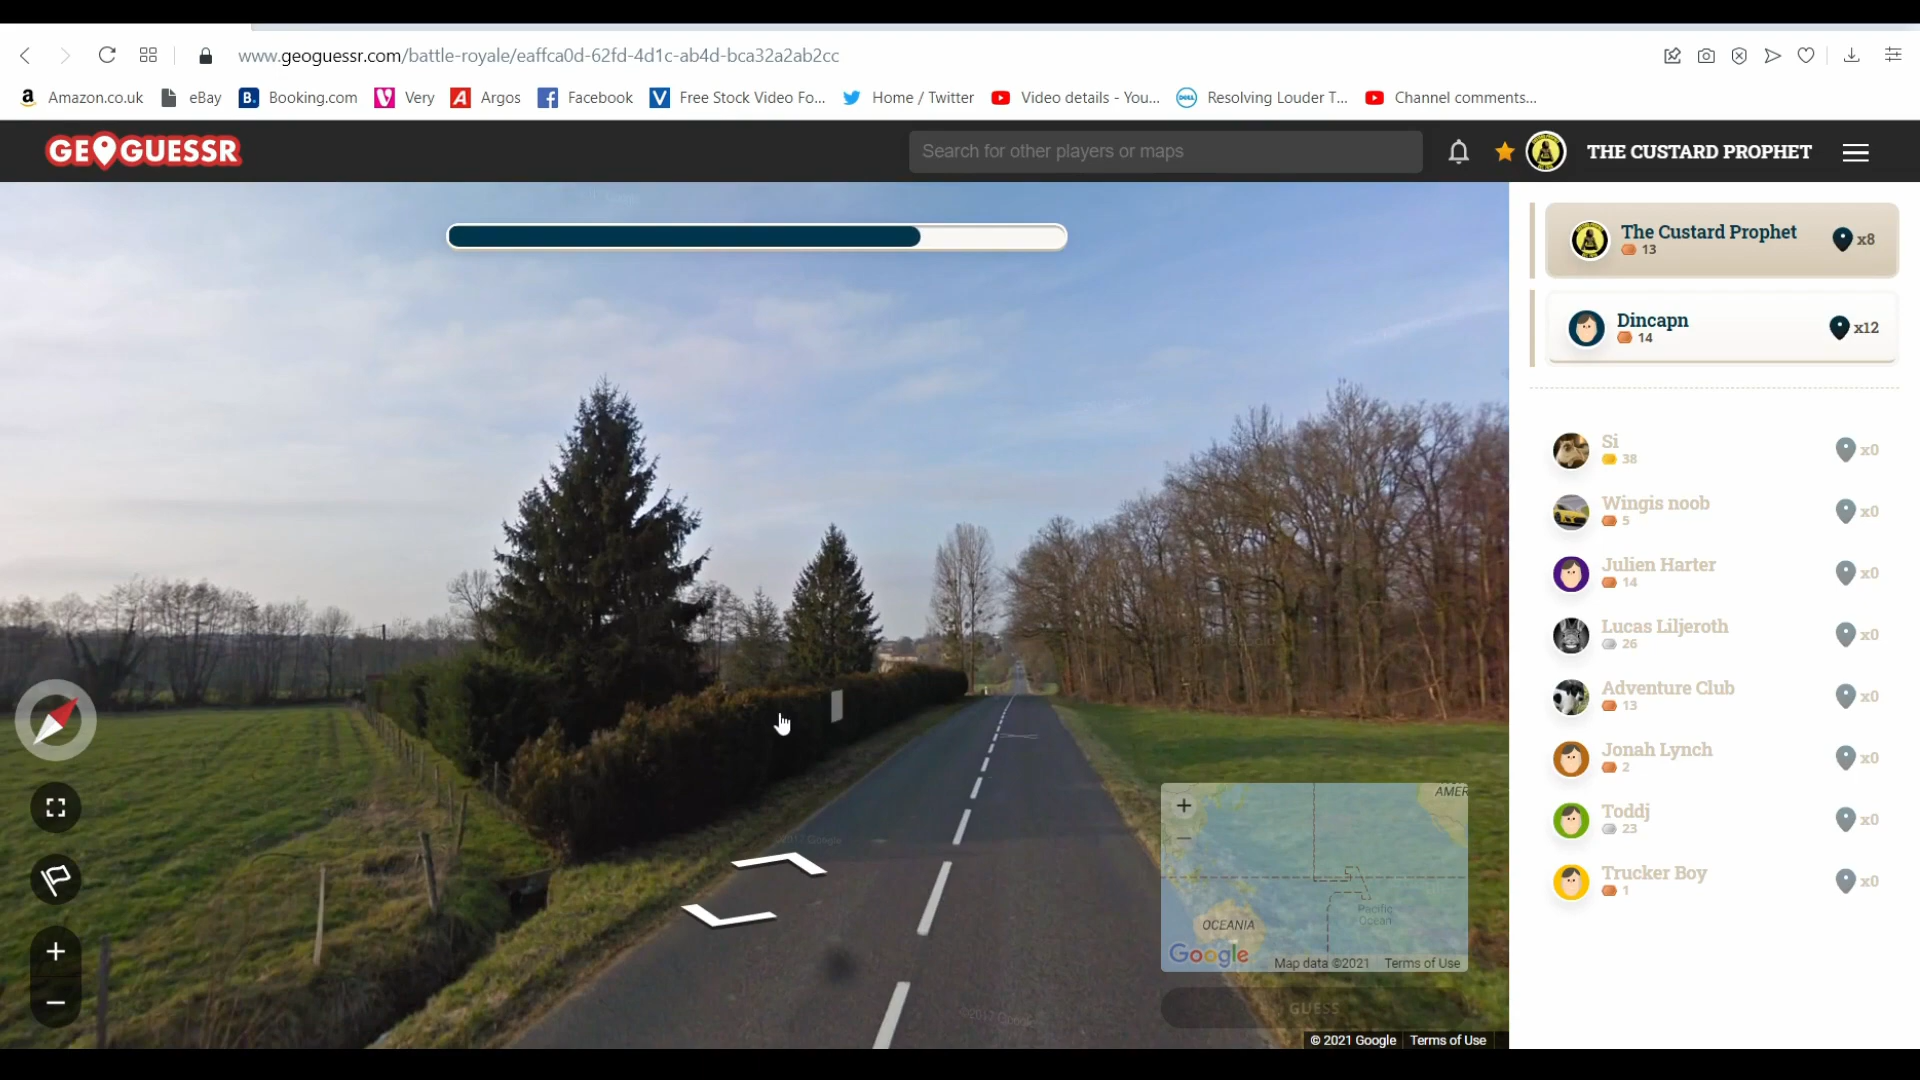 www.geoguessr.com/battle-royale/eaffca0d-62fd-4d1c-ab4d-bca32a2ab2cc
Amazon.co.uk eBay Booking.com Very Argos Facebook Free Stock Video Fo... Home / Twitter Video details - You... Resolving Louder T... Channel comments...
GEOGUESSR
Search for other players or maps
THE CUSTARD PROPHET
The Custard Prophet
13
x8
Dincapn
14
x12
Si
38
x0
Wingis noob
5
x0
Julien Harter
14
x0
Lucas Liljeroth
26
x0
Adventure Club
13
x0
Jonah Lynch
2
x0
Toddj
23
x0
Trucker Boy
1
x0
AMER
Pacific
Ocean
OCEANIA
Google
Map data ©2021 Terms of Use
GUESS
©2017 Google
© 2021 Google Terms of Use